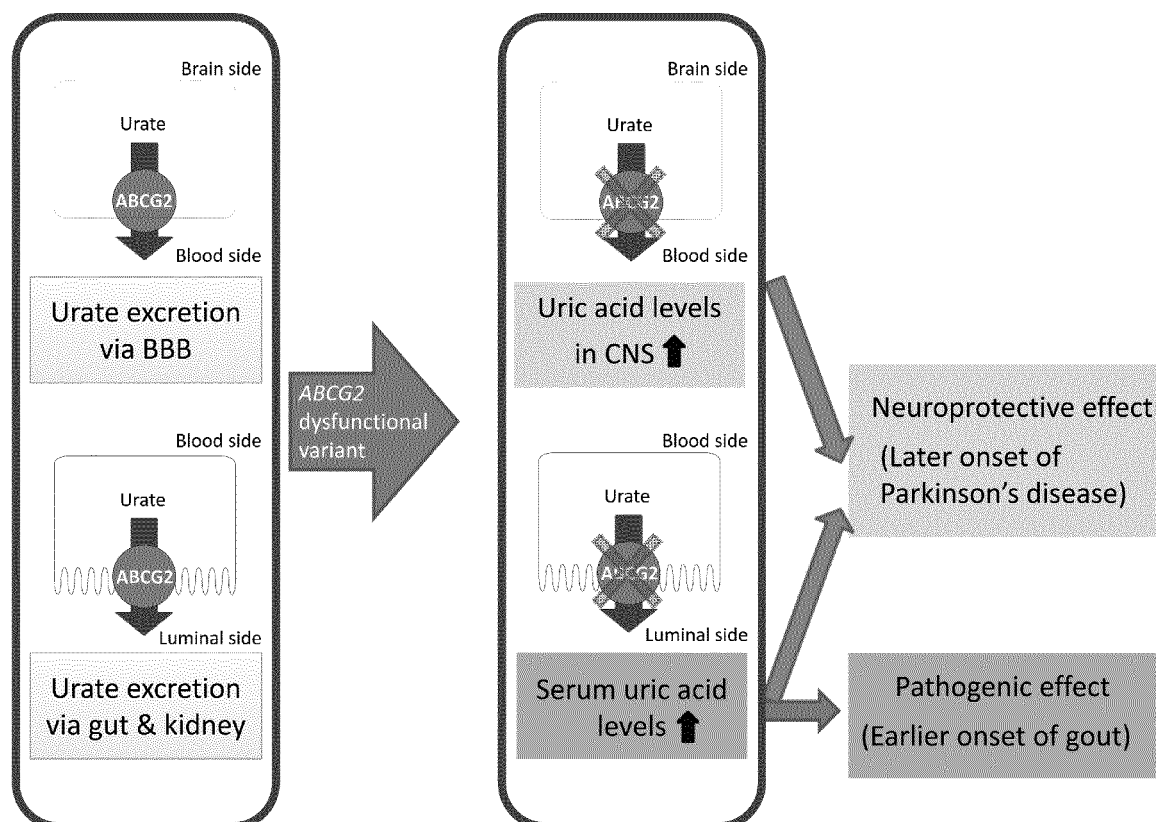 Brain side
Urate
ABCG2
Blood side
Urate excretion
via BBB
Blood side
Urate
ABCG2
Luminal side
Urate excretion
via gut & kidney
ABCG2
dysfunctional
variant
Brain side
Urate
ABCG2
Blood side
Uric acid levels
in CNS
Blood side
Urate
ABCG2
Luminal side
Serum uric acid
levels
Neuroprotective effect
(Later onset of
Parkinson's disease)
Pathogenic effect
(Earlier onset of gout)